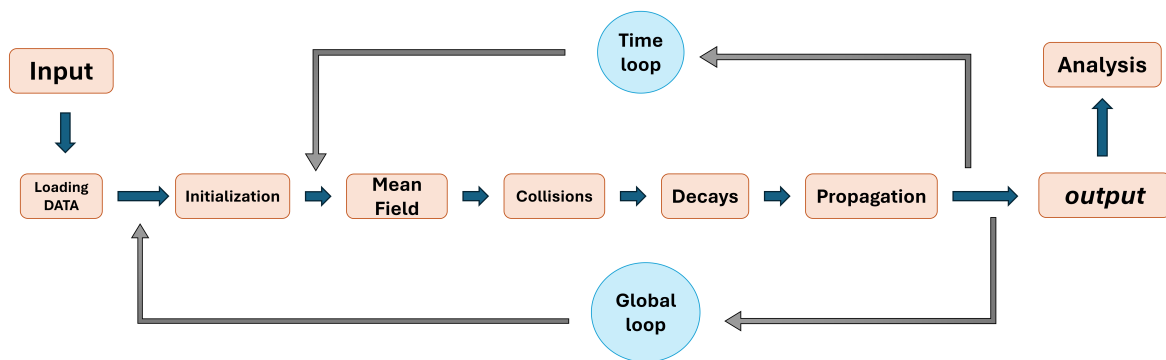 Time
loop
Input
Analysis
Loading
DATA
Initialization
Mean
Field
Collisions
Decays
Propagation
output
Global
loop